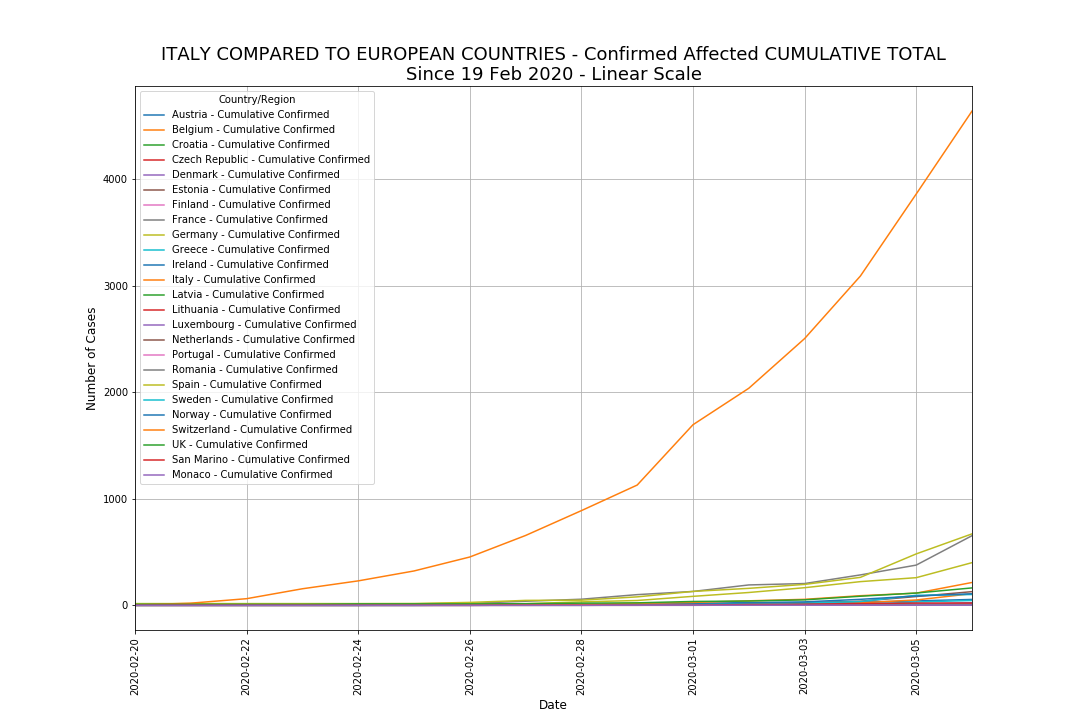 ITALY COMPARED TO EUROPEAN COUNTRIES - Confirmed Affected CUMULATIVE TOTAL
Since 19 Feb 2020 - Linear Scale
Country/Region
Austria - Cumulative Confirmed
Belgium - Cumulative Confirmed
Croatia - Cumulative Confirmed
Czech Republic - Cumulative Confirmed
Denmark - Cumulative Confirmed
Estonia - Cumulative Confirmed
Finland - Cumulative Confirmed
France - Cumulative Confirmed
Germany - Cumulative Confirmed
Greece - Cumulative Confirmed
Ireland - Cumulative Confirmed
Italy - Cumulative Confirmed
Latvia - Cumulative Confirmed
Lithuania - Cumulative Confirmed
Luxembourg - Cumulative Confirmed
Netherlands - Cumulative Confirmed
Portugal - Cumulative Confirmed
Romania - Cumulative Confirmed
Spain - Cumulative Confirmed
Sweden - Cumulative Confirmed
Norway - Cumulative Confirmed
Switzerland - Cumulative Confirmed
UK - Cumulative Confirmed
San Marino - Cumulative Confirmed
Monaco - Cumulative Confirmed
Number of Cases
4000
3000
2000
1000
0
2020-02-20
2020-02-22
2020-02-24
2020-02-26
2020-02-28
2020-03-01
2020-03-03
2020-03-05
Date